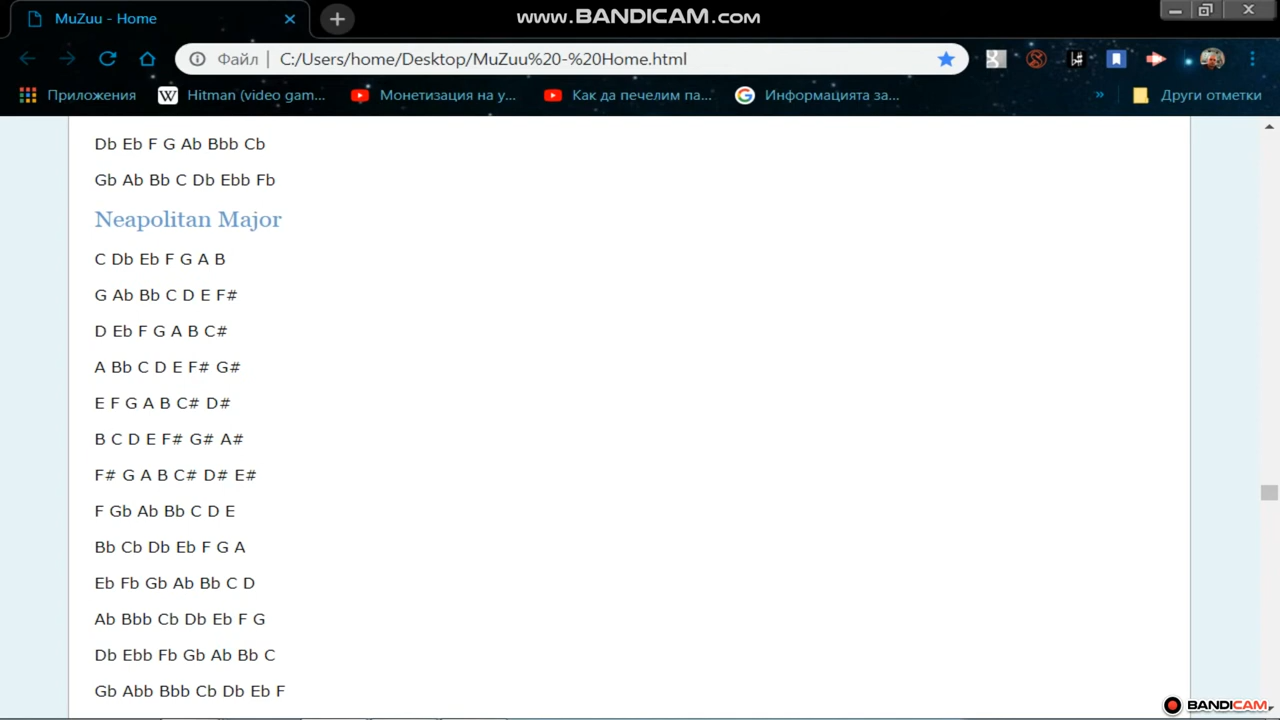 MuZuu - Home
www.BANDICAM.com
Файл | C:/Users/home/Desktop/MuZuu%20-%20Home.html
Приложения
Hitman (video gam...
Монетизация на у...
Как да печелим па...
Информацията за...
»
Други отметки
Db Eb F G Ab Bbb Cb
Gb Ab Bb C Db Ebb Fb
Neapolitan Major
C Db Eb F G A B
G Ab Bb C D E F#
D Eb F G A B C#
A Bb C D E F# G#
E F G A B C# D#
B C D E F# G# A#
F# G A B C# D# E#
F Gb Ab Bb C D E
Bb Cb Db Eb F G A
Eb Fb Gb Ab Bb C D
Ab Bbb Cb Db Eb F G
Db Ebb Fb Gb Ab Bb C
Gb Abb Bbb Cb Db Eb F
BANDICAM